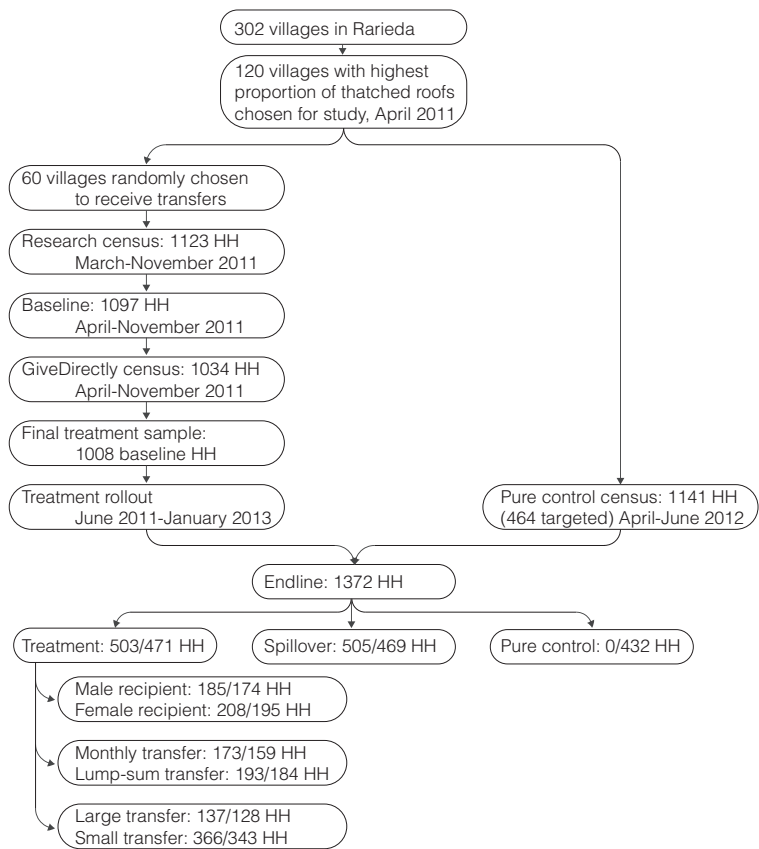 302 villages in Rarieda
120 villages with highest
proportion of thatched roofs
chosen for study, April 2011
60 villages randomly chosen
to receive transfers
Research census: 1123 HH
March-November 2011
Baseline: 1097 HH
April-November 2011
GiveDirectly census: 1034 HH
April-November 2011
Final treatment sample:
1008 baseline HH
Treatment rollout
June 2011-January 2013
Pure control census: 1141 HH
(464 targeted) April-June 2012
Endline: 1372 HH
Treatment: 503/471 HH
Spillover: 505/469 HH
Pure control: 0/432 HH
Male recipient: 185/174 HH
Female recipient: 208/195 HH
Monthly transfer: 173/159 HH
Lump-sum transfer: 193/184 HH
Large transfer: 137/128 HH
Small transfer: 366/343 HH